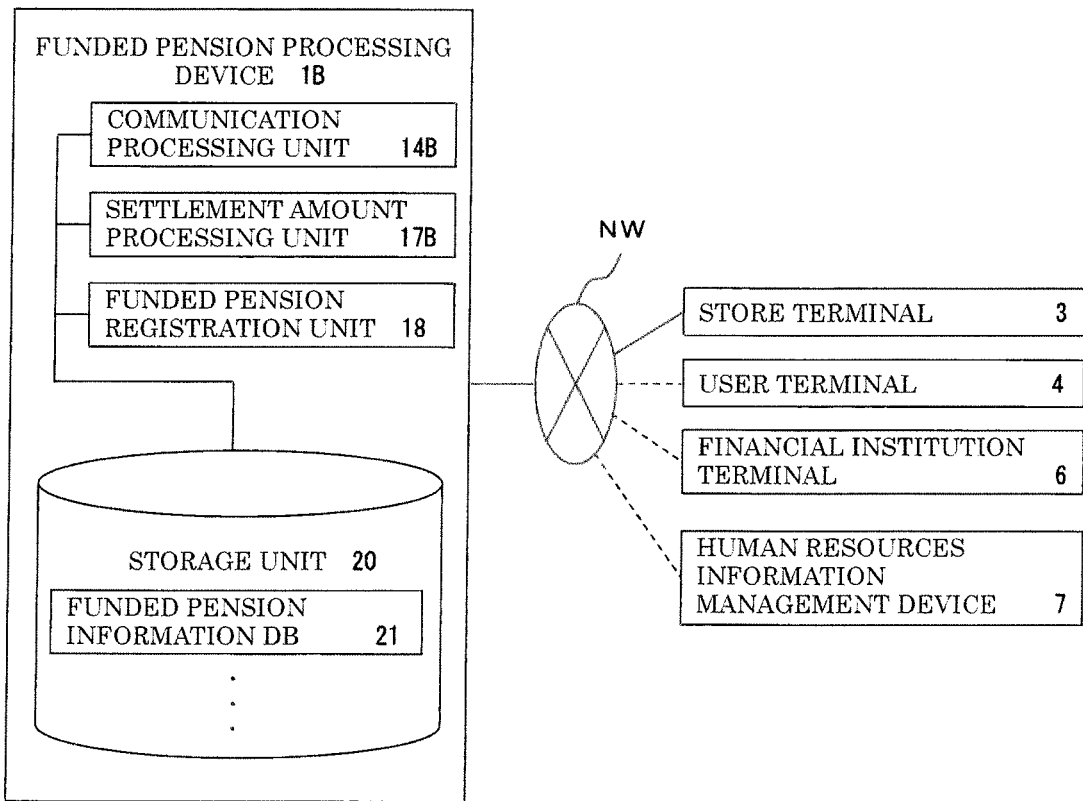 FUNDED PENSION PROCESSING
DEVICE 1B
COMMUNICATION
PROCESSING UNIT 14B
SETTLEMENT AMOUNT
PROCESSING UNIT 17B
FUNDED PENSION
REGISTRATION UNIT 18
STORAGE UNIT 20
FUNDED PENSION
INFORMATION DB 21
NW
STORE TERMINAL 3
USER TERMINAL 4
FINANCIAL INSTITUTION
TERMINAL 6
HUMAN RESOURCES
INFORMATION
MANAGEMENT DEVICE 7